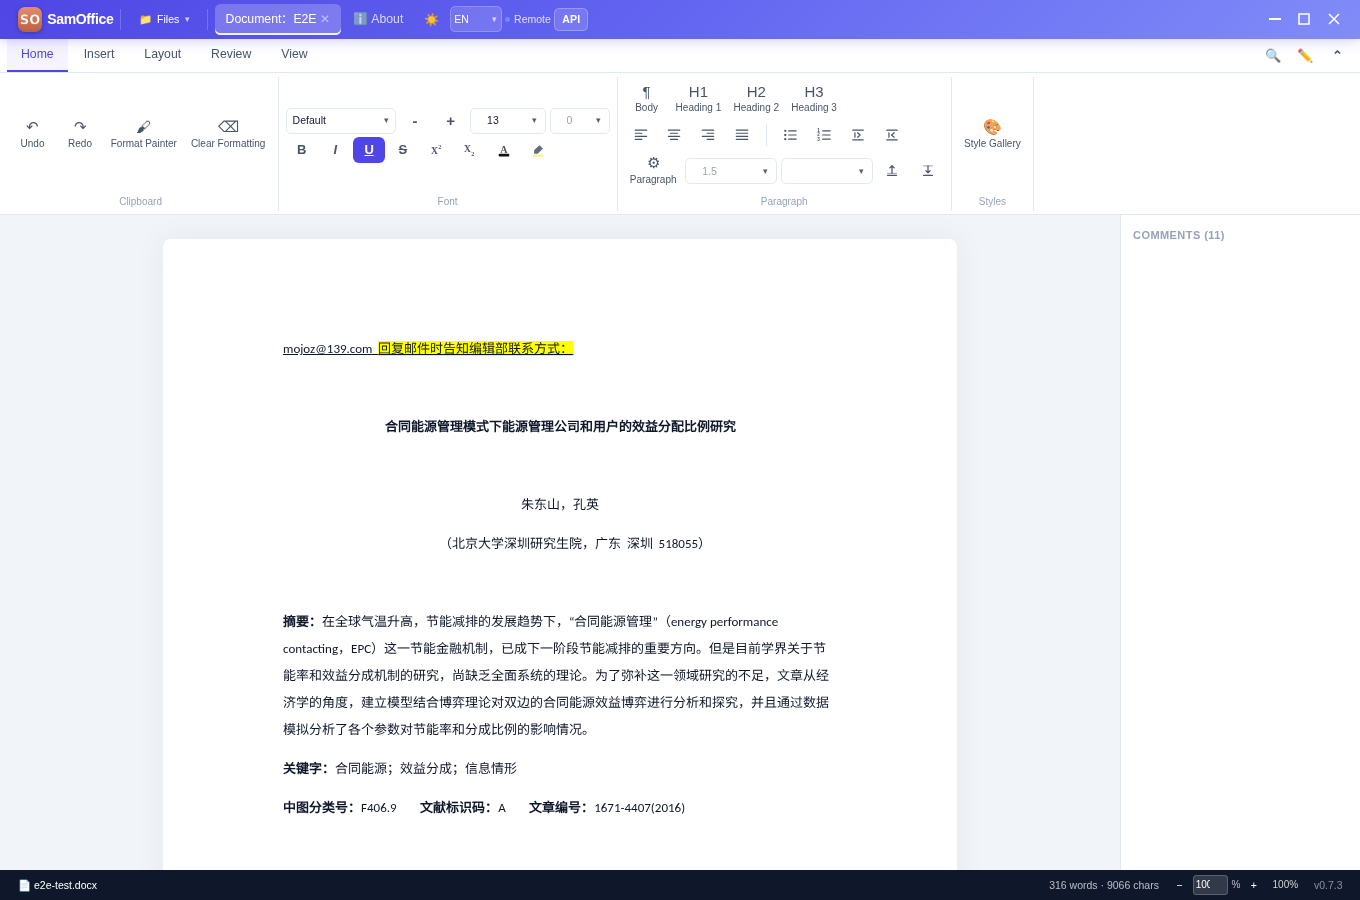 SO SamOffice Files Document: E2E About EN Remote API
Home Insert Layout Review View
Undo Redo Format Painter Clear Formatting
Clipboard
Default - + 13 0
B I U S X² X₂ A
Font
¶ H1 H2 H3
Body Heading 1 Heading 2 Heading 3
Paragraph 1.5
Paragraph
Style Gallery
Styles
COMMENTS (11)
mojoz@139.com 回复邮件时告知编辑部联系方式：
合同能源管理模式下能源管理公司和用户的效益分配比例研究
朱东山，孔英
（北京大学深圳研究生院，广东 深圳 518055）
摘要：在全球气温升高，节能减排的发展趋势下，“合同能源管理”（energy performance
contacting，EPC）这一节能金融机制，已成下一阶段节能减排的重要方向。但是目前学界关于节
能率和效益分成机制的研究，尚缺乏全面系统的理论。为了弥补这一领域研究的不足，文章从经
济学的角度，建立模型结合博弈理论对双边的合同能源效益博弈进行分析和探究，并且通过数据
模拟分析了各个参数对节能率和分成比例的影响情况。
关键字：合同能源；效益分成；信息情形
中图分类号：F406.9 文献标识码：A 文章编号：1671-4407(2016)
e2e-test.docx 316 words · 9066 chars − 100 % + 100% v0.7.3